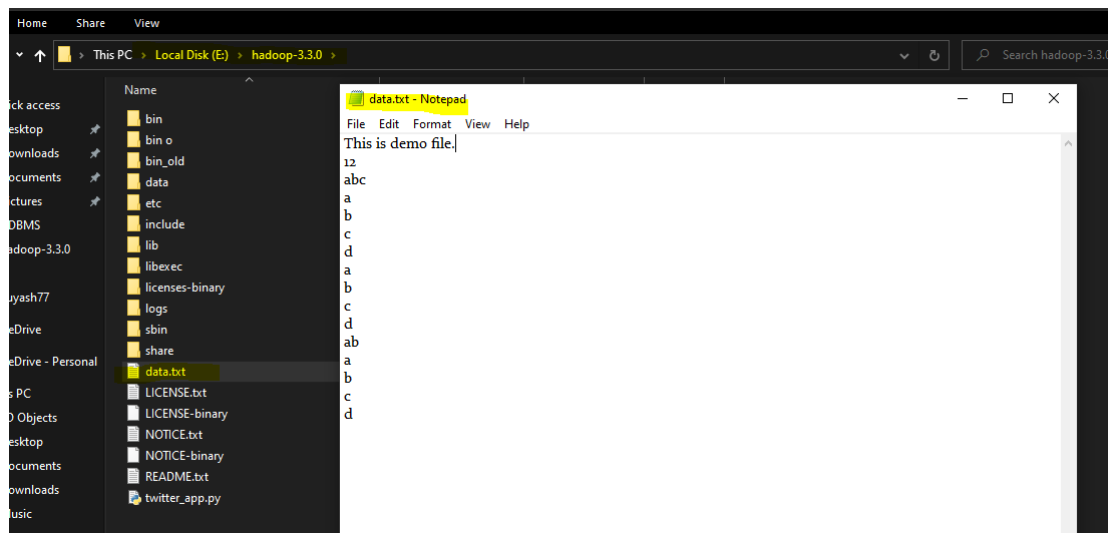 Home Share View
This PC > Local Disk (E:) > hadoop-3.3.0 >
Search hadoop-3.3.0
ick access
esktop
ownloads
ocuments
ctures
DBMS
adoop-3.3.0
uyash77
eDrive
eDrive - Personal
s PC
D Objects
esktop
ocuments
ownloads
lusic
Name
bin
bin o
bin_old
data
etc
include
lib
libexec
licenses-binary
logs
sbin
share
data.txt
LICENSE.txt
LICENSE-binary
NOTICE.txt
NOTICE-binary
README.txt
twitter_app.py
data.txt - Notepad
File Edit Format View Help
This is demo file.
12
abc
a
b
c
d
a
b
c
d
ab
a
b
c
d